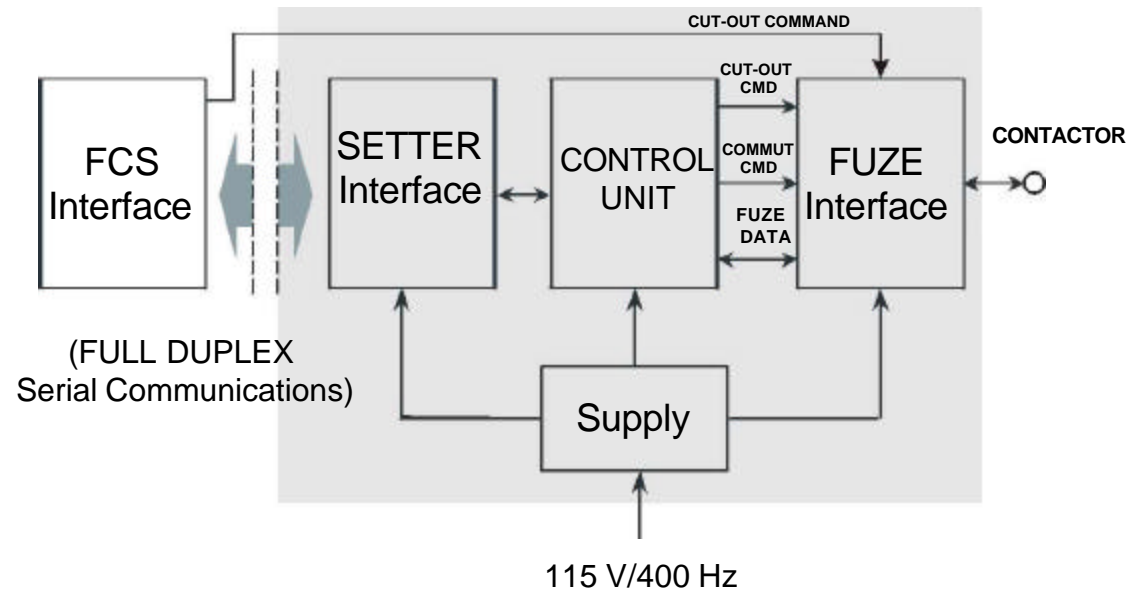 CUT-OUT COMMAND
FCS
Interface
SETTER
Interface
CONTROL
UNIT
CUT-OUT
CMD
COMMUT
CMD
FUZE
DATA
FUZE
Interface
CONTACTOR
(FULL DUPLEX
Serial Communications)
Supply
115 V/400 Hz